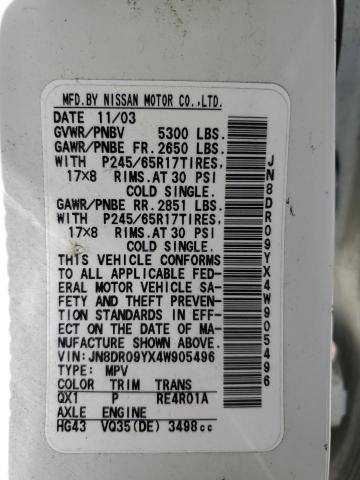 MFD.BY NISSAN MOTOR CO.,LTD.
DATE 11/03
GVWR/PNBV 5300 LBS.
GAWR/PNBE FR. 2650 LBS.
WITH P245/65R17TIRES,
17X8 RIMS.AT 30 PSI
COLD SINGLE.
GAWR/PNBE RR. 2851 LBS.
WITH P245/65R17TIRES,
17X8 RIMS.AT 30 PSI
COLD SINGLE.
THIS VEHICLE CONFORMS
TO ALL APPLICABLE FED-
ERAL MOTOR VEHICLE SA-
FETY AND THEFT PREVEN-
TION STANDARDS IN EFF-
ECT ON THE DATE OF MA-
NUFACTURE SHOWN ABOVE.
VIN: JN8DR09YX4W905496
TYPE: MPV
COLOR TRIM TRANS
QX1 P RE4R01A
AXLE ENGINE
HG43 VQ35(DE) 3498cc
JN8DR09YX4W905496